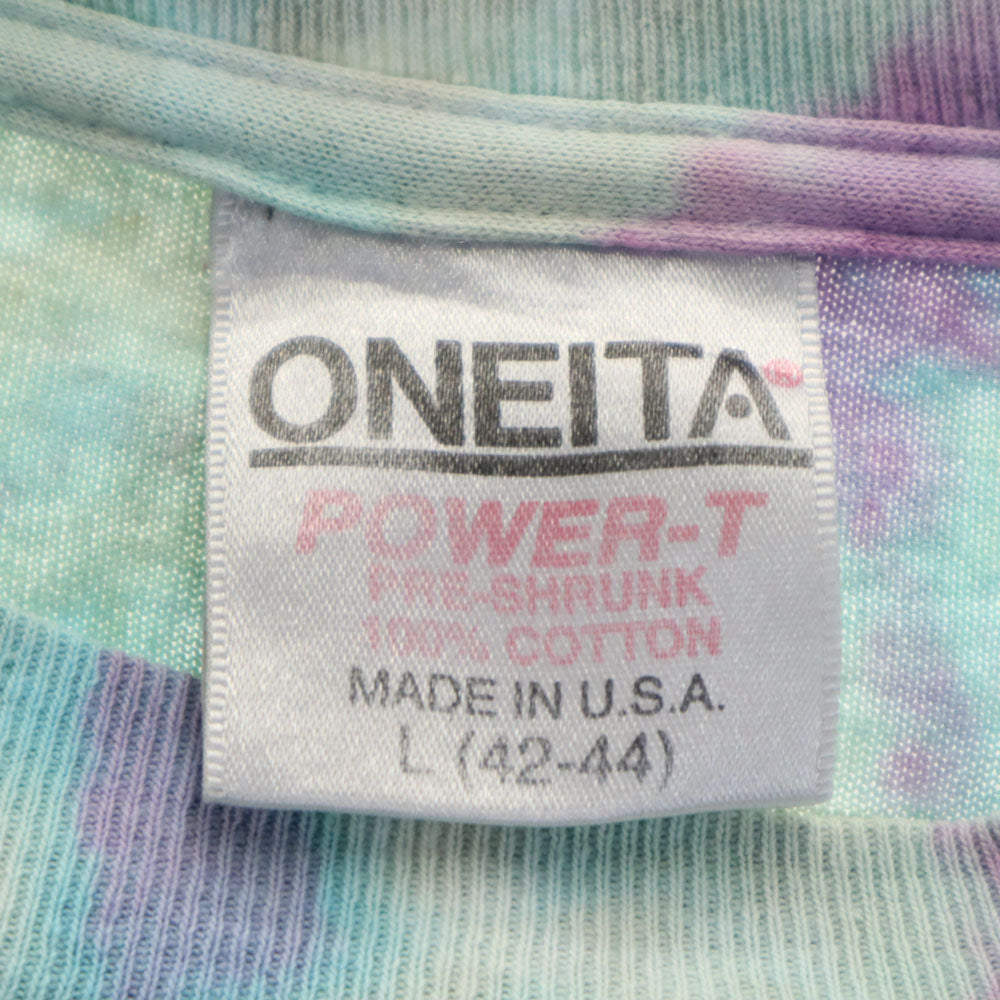 ONEITA
POWER-T
PRE-SHRUNK
100% COTTON
MADE IN U.S.A.
L (42-44)